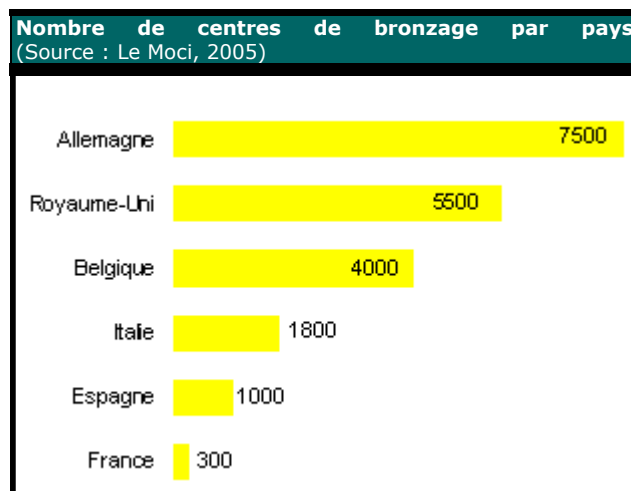 Nombre de centres de bronzage par pays
(Source : Le Moci, 2005)
Allemagne 7500
Royaume-Uni 5500
Belgique 4000
Italie 1800
Espagne 1000
France 300